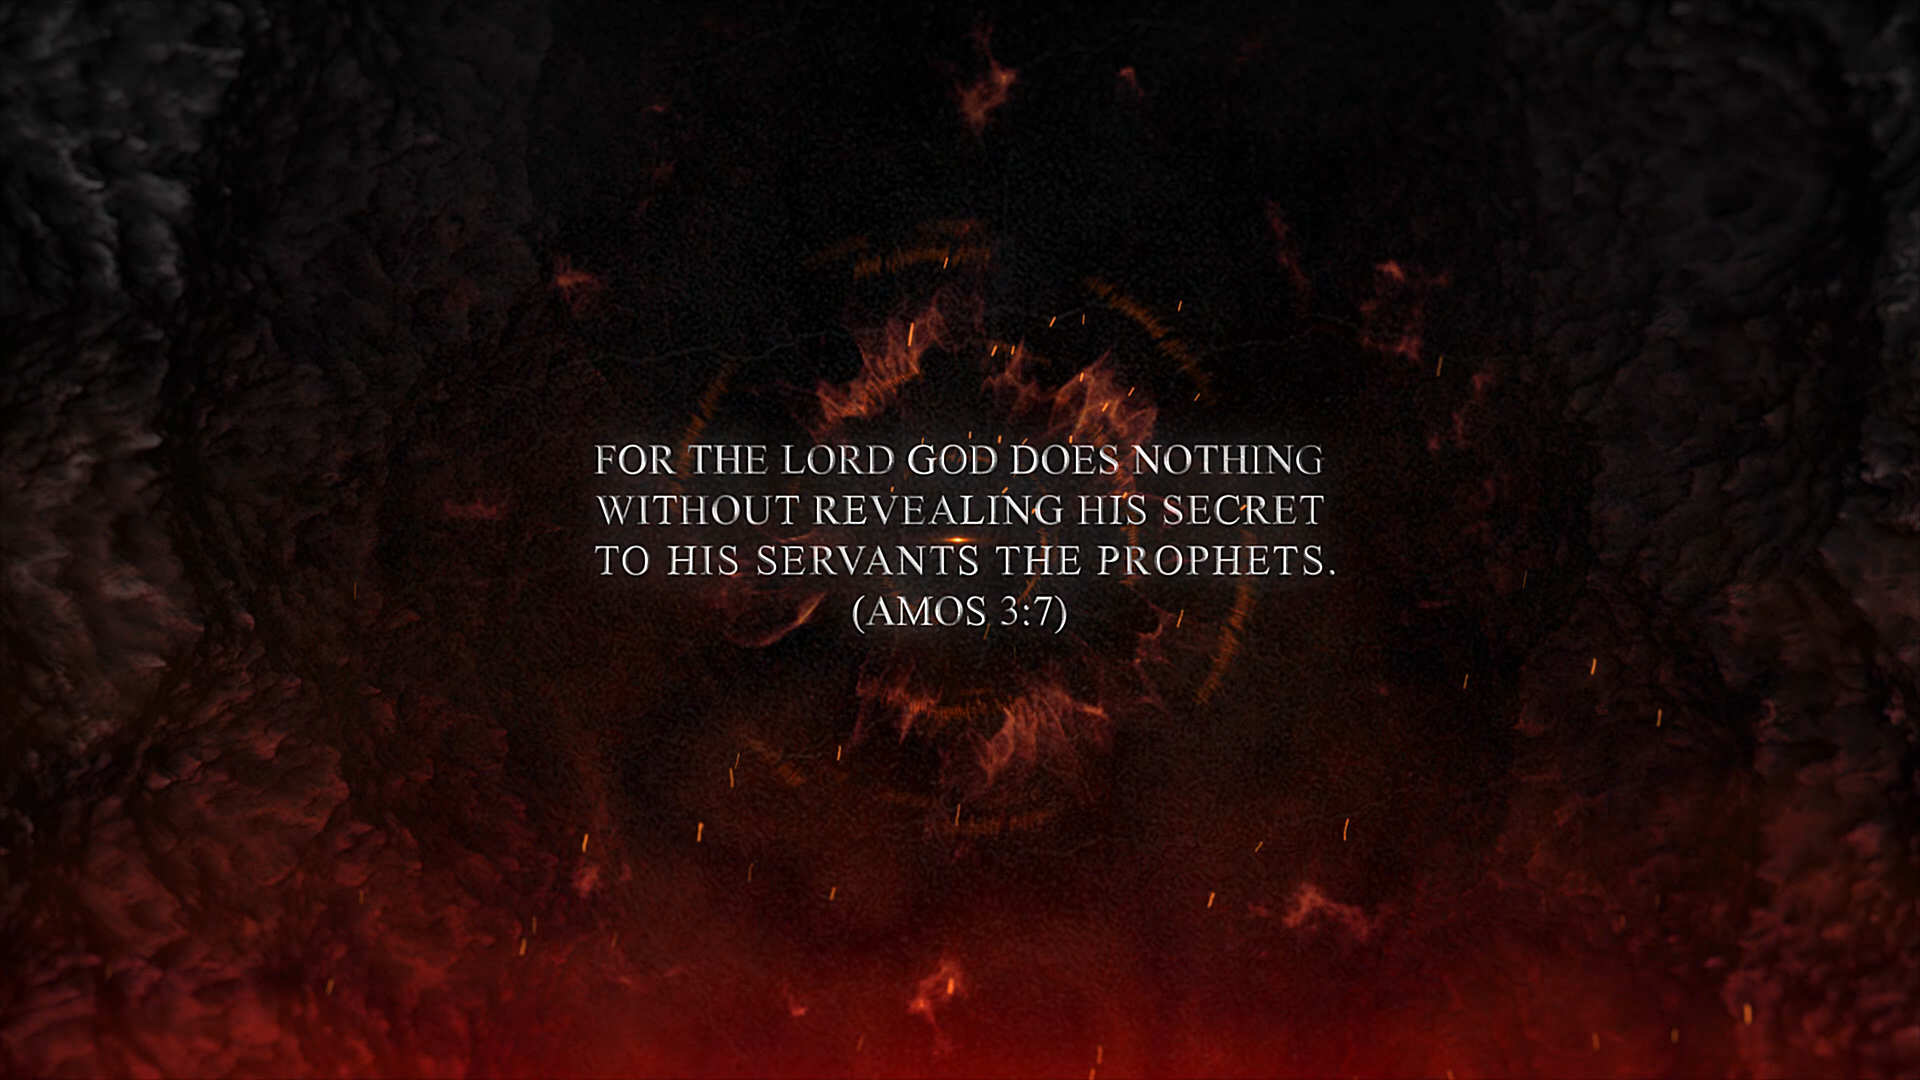 FOR THE LORD GOD DOES NOTHING
WITHOUT REVEALING HIS SECRET
TO HIS SERVANTS THE PROPHETS.
(AMOS 3:7)